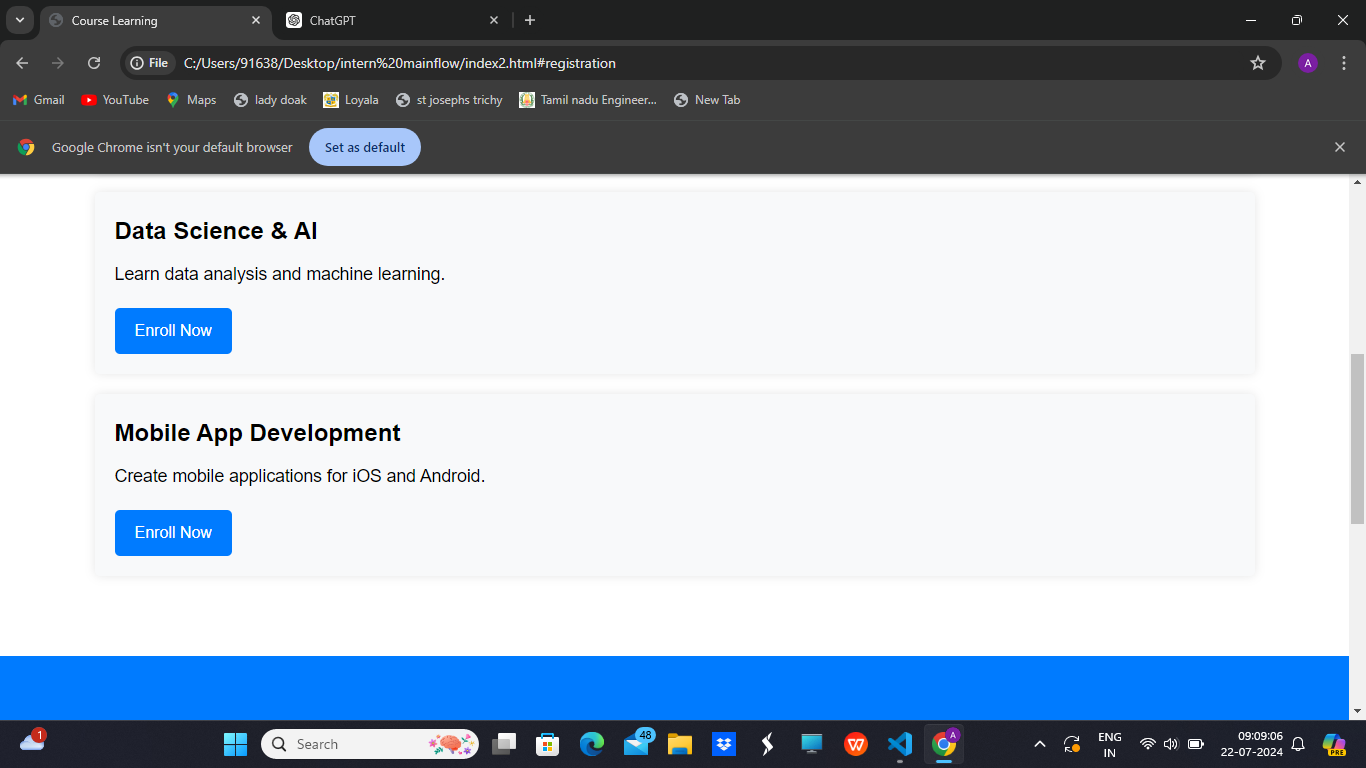 Course Learning
ChatGPT
File C:/Users/91638/Desktop/intern%20mainflow/index2.html#registration
A
Gmail YouTube Maps lady doak Loyala st josephs trichy Tamil nadu Engineer... New Tab
Google Chrome isn't your default browser Set as default
Data Science & AI
Learn data analysis and machine learning.
Enroll Now
Mobile App Development
Create mobile applications for iOS and Android.
Enroll Now
1
Search
48
W
A
ENG
IN
09:09:06
22-07-2024
PRE